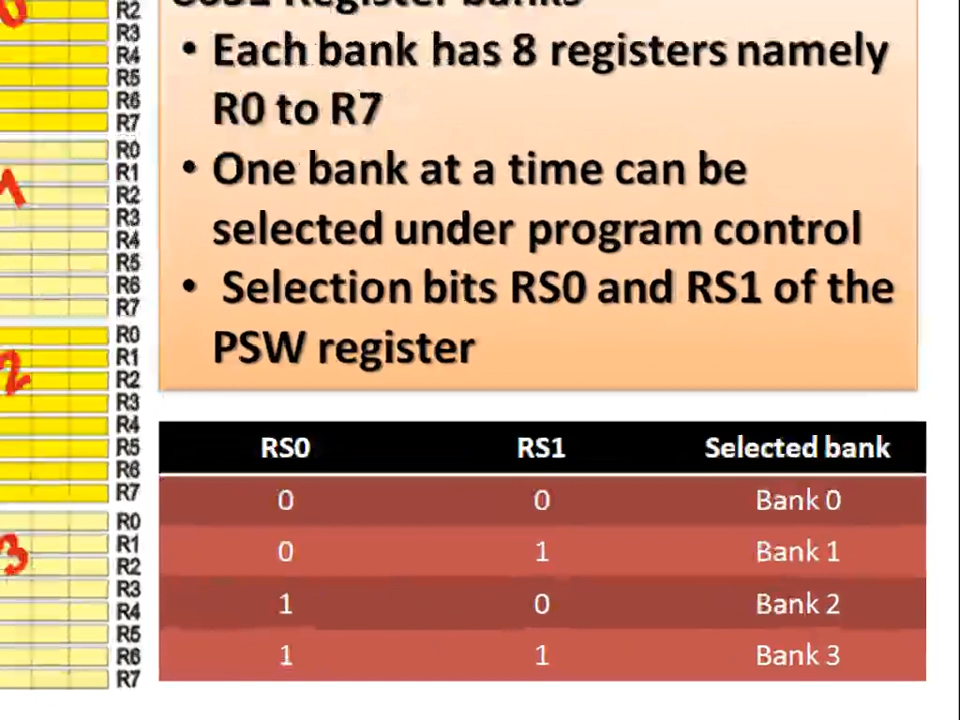 0
R2
R3
R4
R5
R6
R7
R0
1
R1
R2
R3
R4
R5
R6
R7
R0
R1
2
R2
R3
R4
R5
R6
R7
R0
3
R1
R2
R3
R4
R5
R6
R7
8051 Register banks
• Each bank has 8 registers namely
R0 to R7
• One bank at a time can be
selected under program control
• Selection bits RS0 and RS1 of the
PSW register
RS0 RS1 Selected bank
0 0 Bank 0
0 1 Bank 1
1 0 Bank 2
1 1 Bank 3